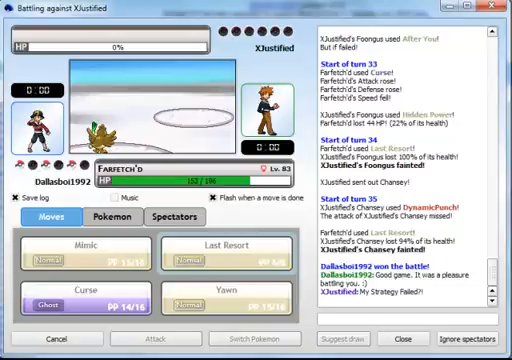 Battling against XJustified
HP
0%
XJustified
0:00
0:00
FARFETCH'D
Lv. 83
HP
152 / 196
Dallasboi1992
Save log
Music
Flash when a move is done
Moves
Pokemon
Spectators
Mimic
Normal
PP 15/16
Last Resort
Normal
Curse
Ghost
PP 14/16
Yawn
Normal
PP 15/16
Cancel
Attack
Switch Pokemon
XJustified's Foongus used After You!
But it failed!
Start of turn 33
Farfetch'd used Curse!
Farfetch'd's Attack rose!
Farfetch'd's Defense rose!
Farfetch'd's Speed fell!
XJustified's Foongus used Hidden Power!
Farfetch'd lost 44 HP! (22% of its health)
Start of turn 34
Farfetch'd used Last Resort!
XJustified's Foongus lost 100% of its health!
XJustified's Foongus fainted!
XJustified sent out Chansey!
Start of turn 35
XJustified's Chansey used DynamicPunch!
The attack of XJustified's Chansey missed!
Farfetch'd used Last Resort!
XJustified's Chansey lost 94% of its health!
XJustified's Chansey fainted!
Dallasboi1992 won the battle!
Dallasboi1992: Good game. It was a pleasure
battling you. :)
XJustified: My Strategy Failed?!
Suggest draw
Close
Ignore spectators